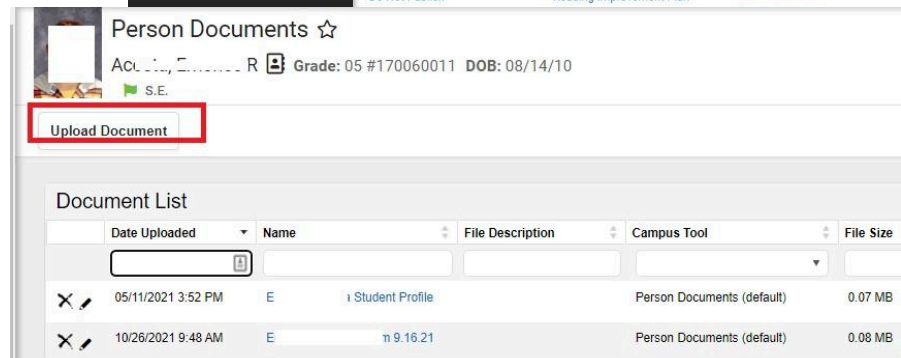 Person Documents
R Grade: 05 #170060011 DOB: 08/14/10
S.E.
Upload Document
Document List
Date Uploaded Name File Description Campus Tool File Size
05/11/2021 3:52 PM E Student Profile Person Documents (default) 0.07 MB
10/26/2021 9:48 AM E 9.16.21 Person Documents (default) 0.08 MB